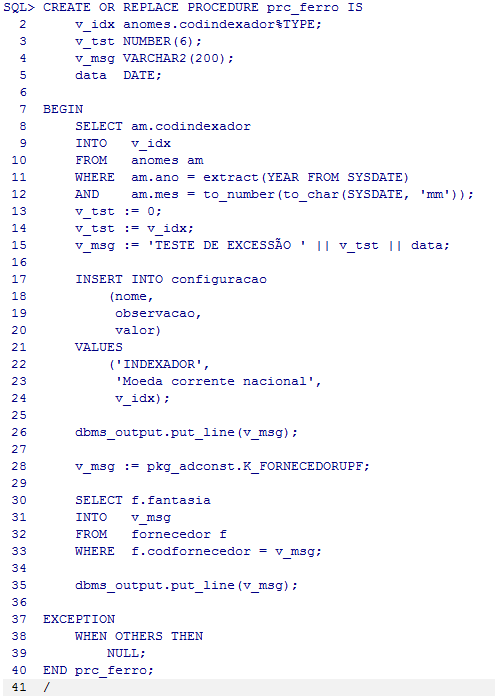 SQL> CREATE OR REPLACE PROCEDURE prc_ferro IS
  2      v_idx anomes.codindexador%TYPE;
  3      v_tst NUMBER(6);
  4      v_msg VARCHAR2(200);
  5      data  DATE;
  6
  7  BEGIN
  8      SELECT am.codindexador
  9      INTO   v_idx
 10      FROM   anomes am
 11      WHERE  am.ano = extract(YEAR FROM SYSDATE)
 12      AND    am.mes = to_number(to_char(SYSDATE, 'mm'));
 13      v_tst := 0;
 14      v_tst := v_idx;
 15      v_msg := 'TESTE DE EXCESSÃO ' || v_tst || data;
 16
 17      INSERT INTO configuracao
 18          (nome,
 19           observacao,
 20           valor)
 21      VALUES
 22          ('INDEXADOR',
 23           'Moeda corrente nacional',
 24           v_idx);
 25
 26      dbms_output.put_line(v_msg);
 27
 28      v_msg := pkg_adconst.K_FORNECEDORUPF;
 29
 30      SELECT f.fantasia
 31      INTO   v_msg
 32      FROM   fornecedor f
 33      WHERE  f.codfornecedor = v_msg;
 34
 35      dbms_output.put_line(v_msg);
 36
 37  EXCEPTION
 38      WHEN OTHERS THEN
 39          NULL;
 40  END prc_ferro;
 41  /